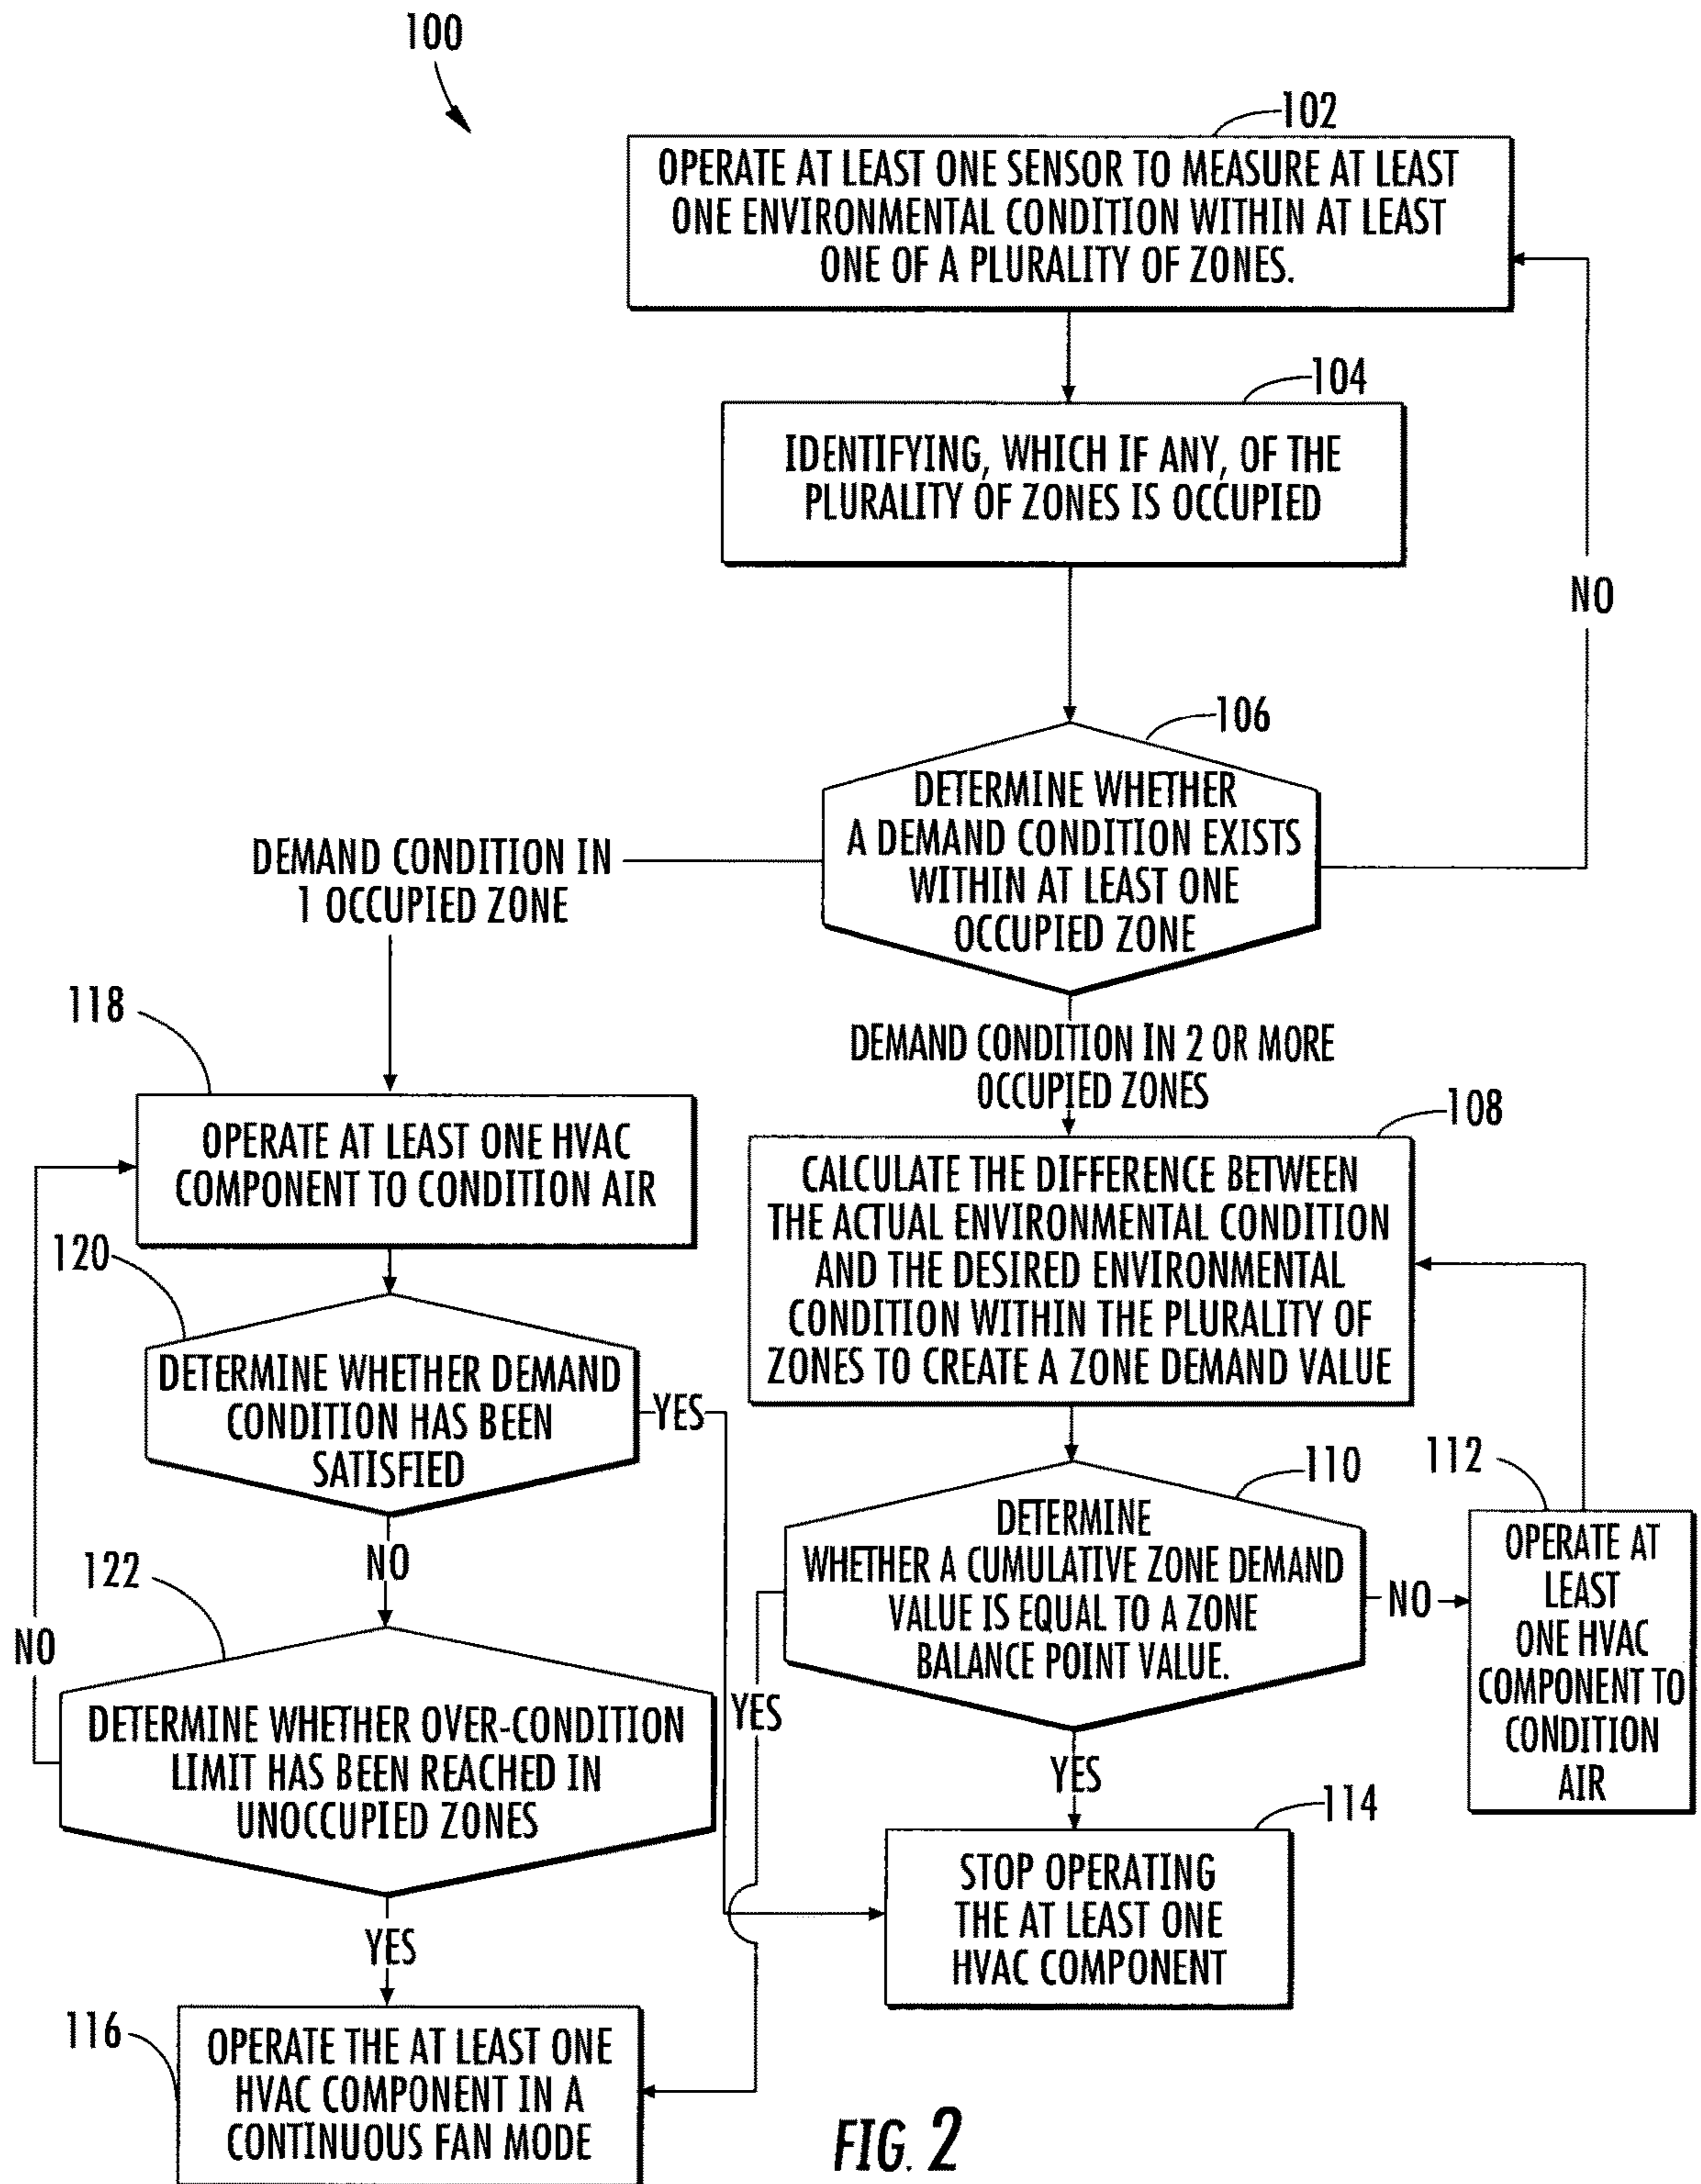 100
102
OPERATE AT LEAST ONE SENSOR TO MEASURE AT LEAST
ONE ENVIRONMENTAL CONDITION WITHIN AT LEAST
ONE OF A PLURALITY OF ZONES.
104
IDENTIFYING, WHICH IF ANY, OF THE
PLURALITY OF ZONES IS OCCUPIED
NO
106
DETERMINE WHETHER
A DEMAND CONDITION EXISTS
WITHIN AT LEAST ONE
OCCUPIED ZONE
DEMAND CONDITION IN
1 OCCUPIED ZONE
DEMAND CONDITION IN 2 OR MORE
OCCUPIED ZONES
118
OPERATE AT LEAST ONE HVAC
COMPONENT TO CONDITION AIR
108
CALCULATE THE DIFFERENCE BETWEEN
THE ACTUAL ENVIRONMENTAL CONDITION
AND THE DESIRED ENVIRONMENTAL
CONDITION WITHIN THE PLURALITY OF
ZONES TO CREATE A ZONE DEMAND VALUE
120
DETERMINE WHETHER DEMAND
CONDITION HAS BEEN
SATISFIED
YES
NO
110
DETERMINE
WHETHER A CUMULATIVE ZONE DEMAND
VALUE IS EQUAL TO A ZONE
BALANCE POINT VALUE.
NO
112
OPERATE AT
LEAST
ONE HVAC
COMPONENT TO
CONDITION
AIR
122
NO
DETERMINE WHETHER OVER-CONDITION
LIMIT HAS BEEN REACHED IN
UNOCCUPIED ZONES
YES
YES
114
STOP OPERATING
THE AT LEAST ONE
HVAC COMPONENT
YES
116
OPERATE THE AT LEAST ONE
HVAC COMPONENT IN A
CONTINUOUS FAN MODE
FIG. 2